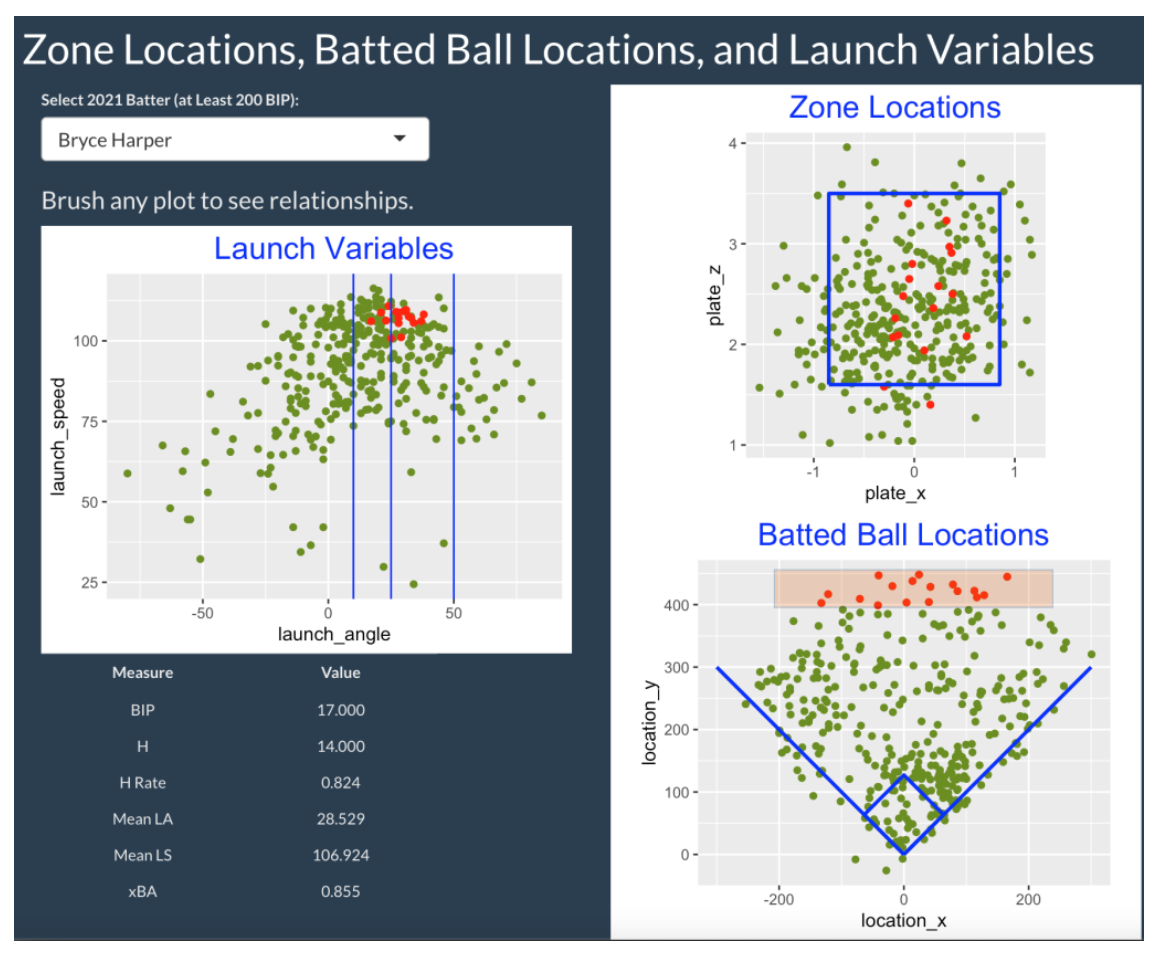 Zone Locations, Batted Ball Locations, and Launch Variables
Select 2021 Batter (at Least 200 BIP):
Bryce Harper
Brush any plot to see relationships.
Launch Variables
100
75
50
25
launch_speed
-50 0 50
launch_angle
Measure Value
BIP 17.000
H 14.000
H Rate 0.824
Mean LA 28.529
Mean LS 106.924
xBA 0.855
Zone Locations
4
3
2
1
plate_z
-1 0 1
plate_x
Batted Ball Locations
400
300
200
100
0
location_y
-200 0 200
location_x